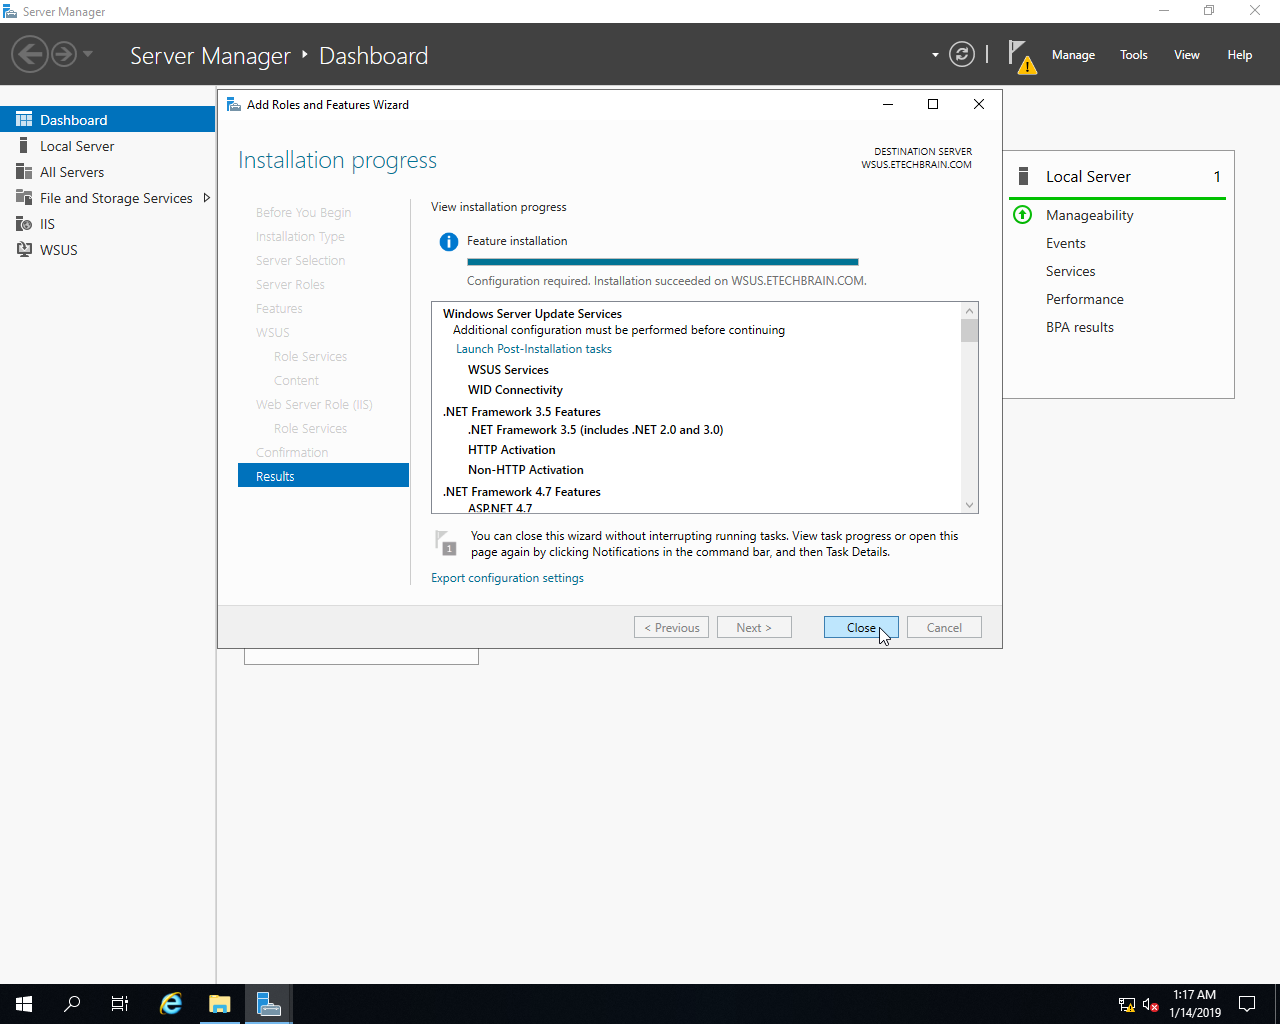 Server Manager
Server Manager ‣ Dashboard
Manage Tools View Help
Dashboard
Local Server
All Servers
File and Storage Services
IIS
WSUS
Add Roles and Features Wizard
Installation progress
DESTINATION SERVER
WSUS.ETECHBRAIN.COM
Before You Begin
Installation Type
Server Selection
Server Roles
Features
WSUS
Role Services
Content
Web Server Role (IIS)
Role Services
Confirmation
Results
View installation progress
Feature installation
Configuration required. Installation succeeded on WSUS.ETECHBRAIN.COM.
Windows Server Update Services
Additional configuration must be performed before continuing
Launch Post-Installation tasks
WSUS Services
WID Connectivity
.NET Framework 3.5 Features
.NET Framework 3.5 (includes .NET 2.0 and 3.0)
HTTP Activation
Non-HTTP Activation
.NET Framework 4.7 Features
ASP.NET 4.7
1
You can close this wizard without interrupting running tasks. View task progress or open this
page again by clicking Notifications in the command bar, and then Task Details.
Export configuration settings
< Previous Next > Close Cancel
Local Server 1
Manageability
Events
Services
Performance
BPA results
1:17 AM
1/14/2019